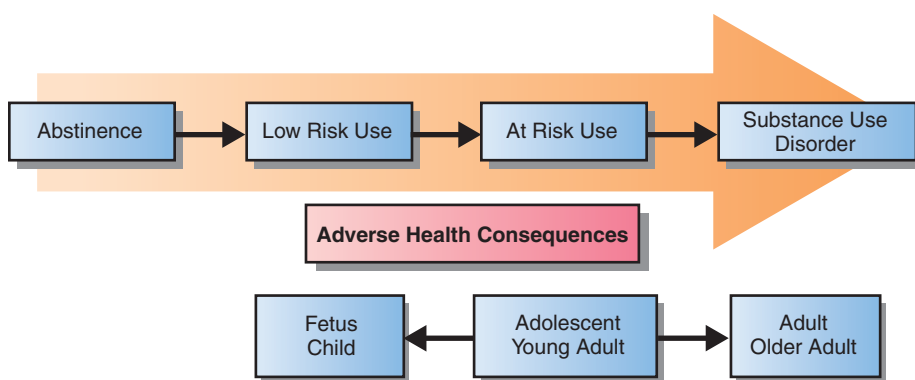 Abstinence
Low Risk Use
At Risk Use
Substance Use
Disorder
Adverse Health Consequences
Fetus
Child
Adolescent
Young Adult
Adult
Older Adult